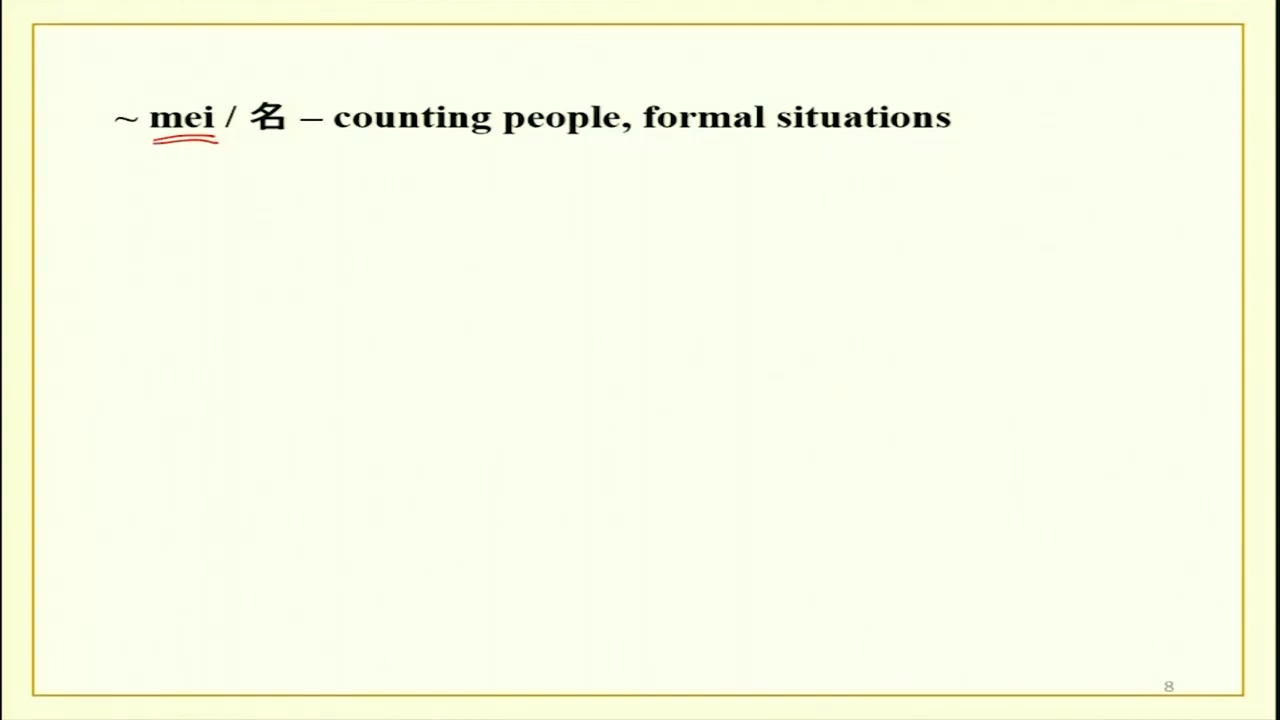 ~ mei / 名 – counting people, formal situations
8